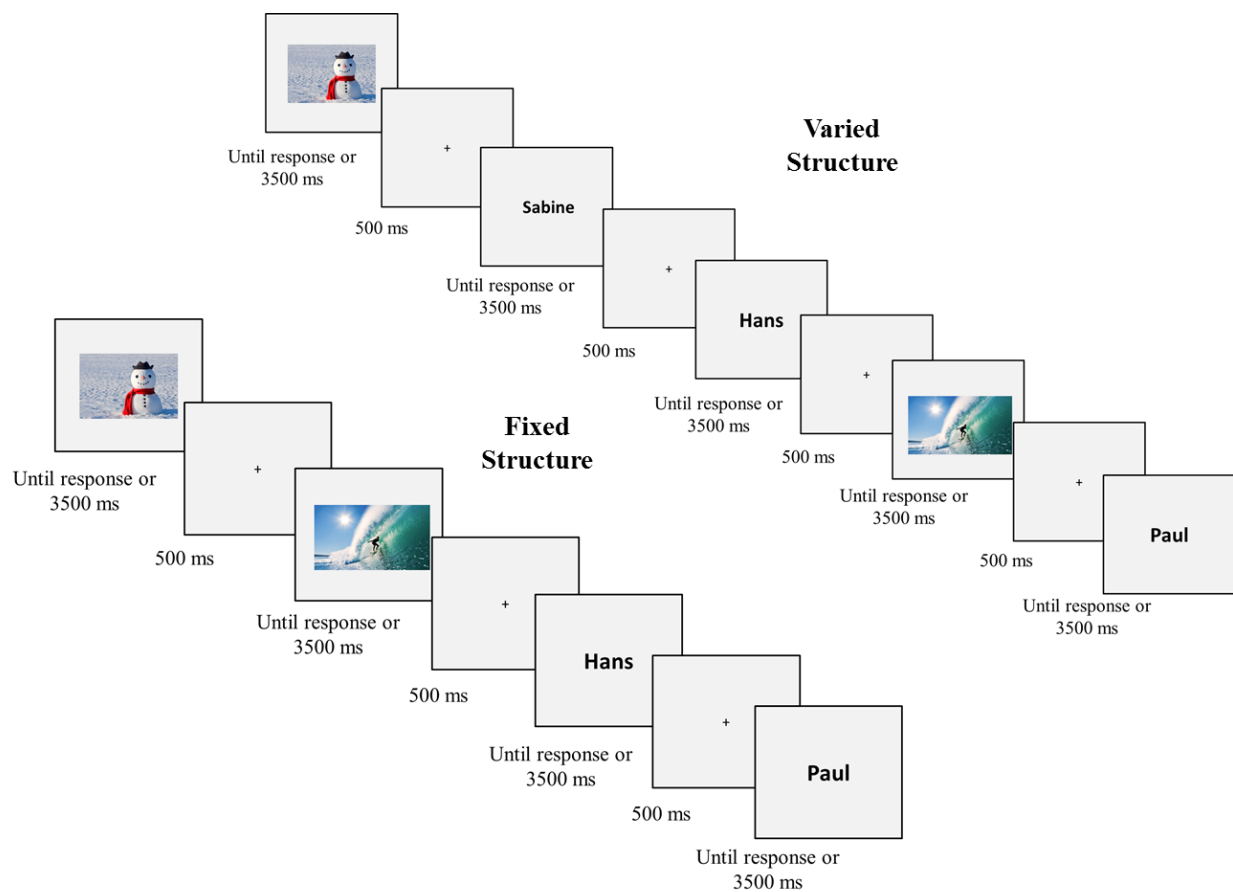 Varied
Structure
Until response or
3500 ms
500 ms
Sabine
Until response or
3500 ms
500 ms
Hans
Until response or
3500 ms
500 ms
Until response or
3500 ms
500 ms
Paul
Until response or
3500 ms
Fixed
Structure
Until response or
3500 ms
500 ms
Until response or
3500 ms
500 ms
Hans
Until response or
3500 ms
500 ms
Paul
Until response or
3500 ms